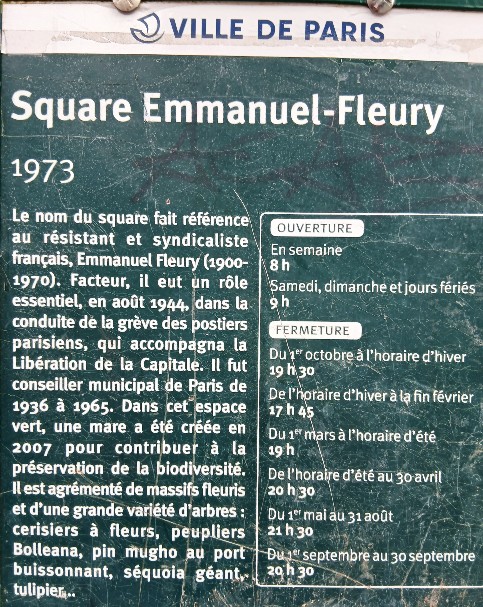 VILLE DE PARIS
Square Emmanuel-Fleury
1973
Le nom du square fait référence
au résistant et syndicaliste
français, Emmanuel Fleury (1900-
1970). Facteur, il eut un rôle
essentiel, en août 1944, dans la
conduite de la grève des postiers
parisiens, qui accompagna la
Libération de la Capitale. Il fut
conseiller municipal de Paris de
1936 à 1965. Dans cet espace
vert, une mare a été créée en
2007 pour contribuer à la
préservation de la biodiversité.
Il est agrémenté de massifs fleuris
et d'une grande variété d'arbres :
cerisiers à fleurs, peupliers
Bolleana, pin mugho au port
buissonnant, séquoia géant,
tulipier...
OUVERTURE
En semaine
8 h
Samedi, dimanche et jours fériés
9 h
FERMETURE
Du 1er octobre à l'horaire d'hiver
19 h 30
De l'horaire d'hiver à la fin février
17 h 45
Du 1er mars à l'horaire d'été
19 h
De l'horaire d'été au 30 avril
20 h 30
Du 1er mai au 31 août
21 h 30
Du 1er septembre au 30 septembre
20 h 30